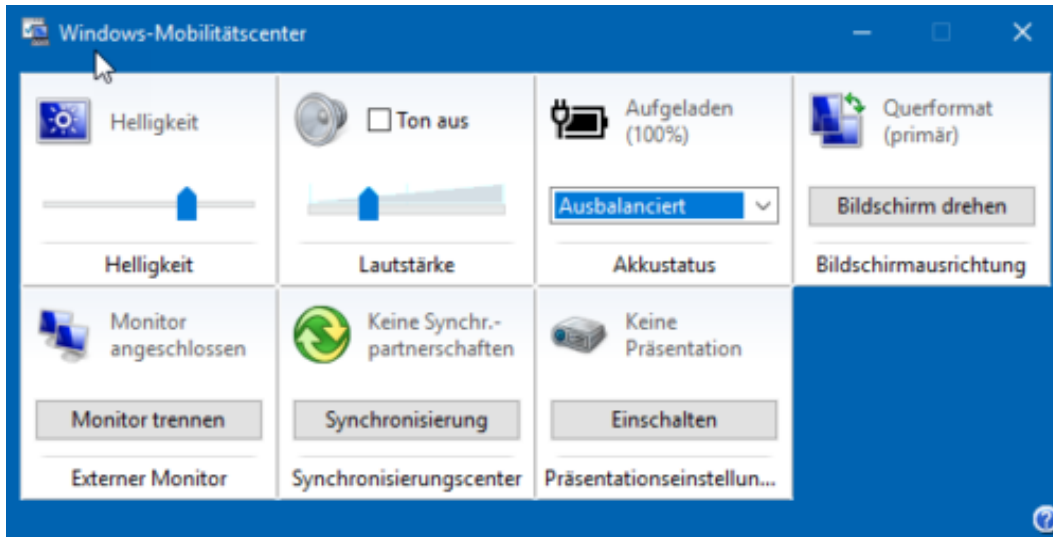 Windows-Mobilitätscenter
Helligkeit
Helligkeit
Ton aus
Lautstärke
Aufgeladen
(100%)
Ausbalanciert
Akkustatus
Querformat
(primär)
Bildschirm drehen
Bildschirmausrichtung
Monitor
angeschlossen
Monitor trennen
Externer Monitor
Keine Synchr.-
partnerschaften
Synchronisierung
Synchronisierungscenter
Keine
Präsentation
Einschalten
Präsentationseinstellun...
?